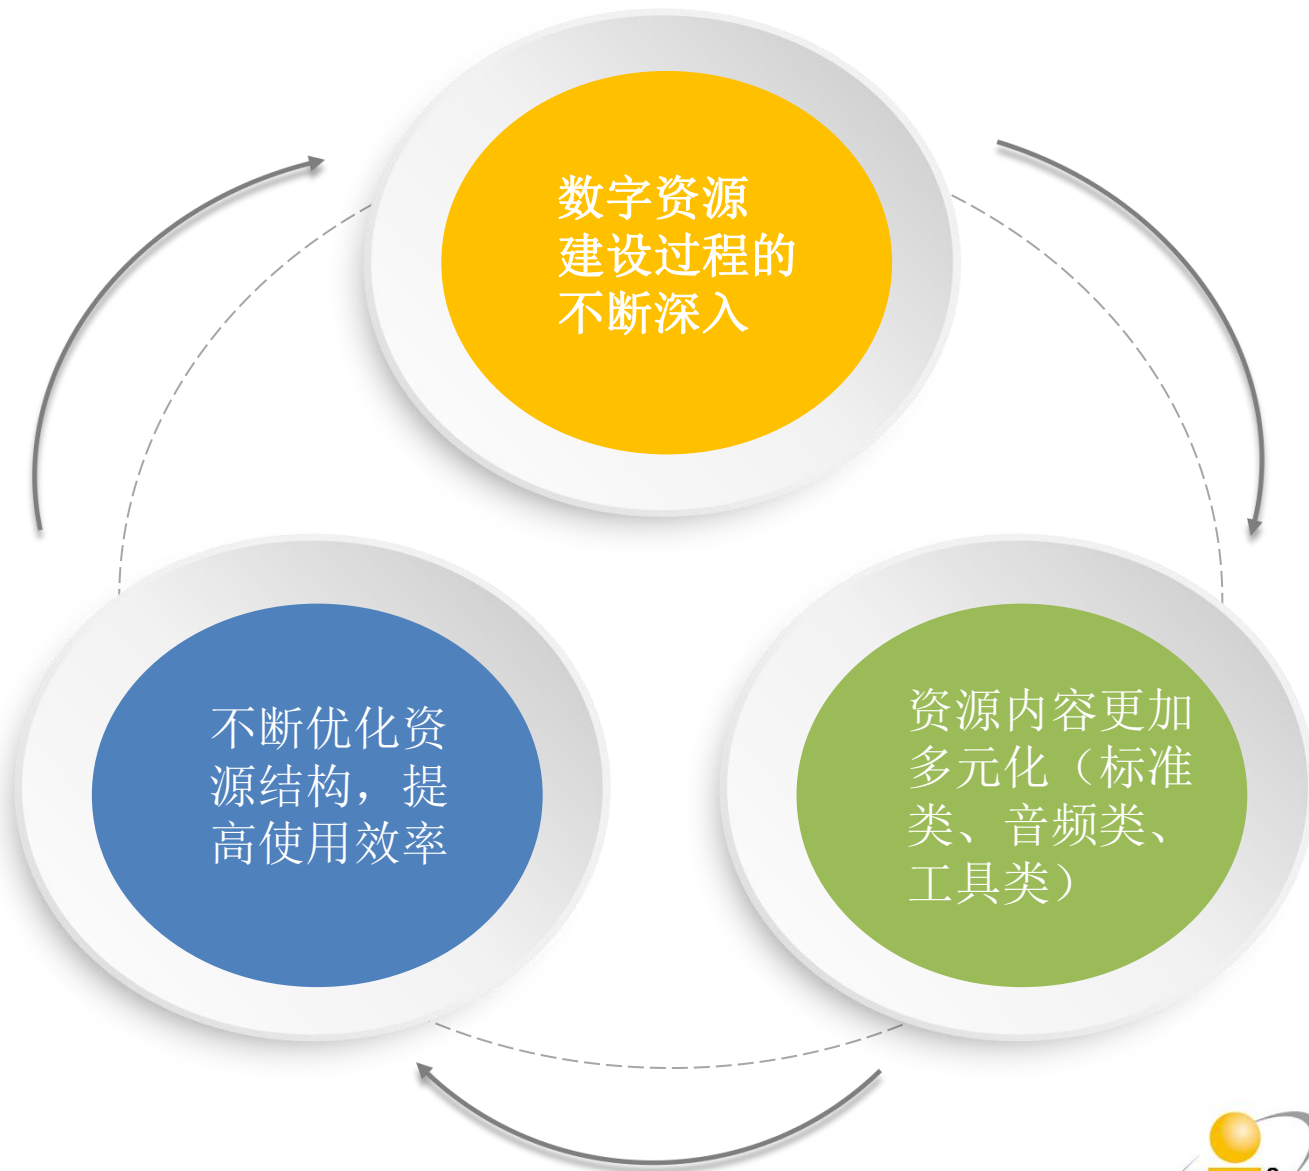 数字资源
建设过程的
不断深入
不断优化资
源结构，提
高使用效率
资源内容更加
多元化（标准
类、音频类、
工具类）